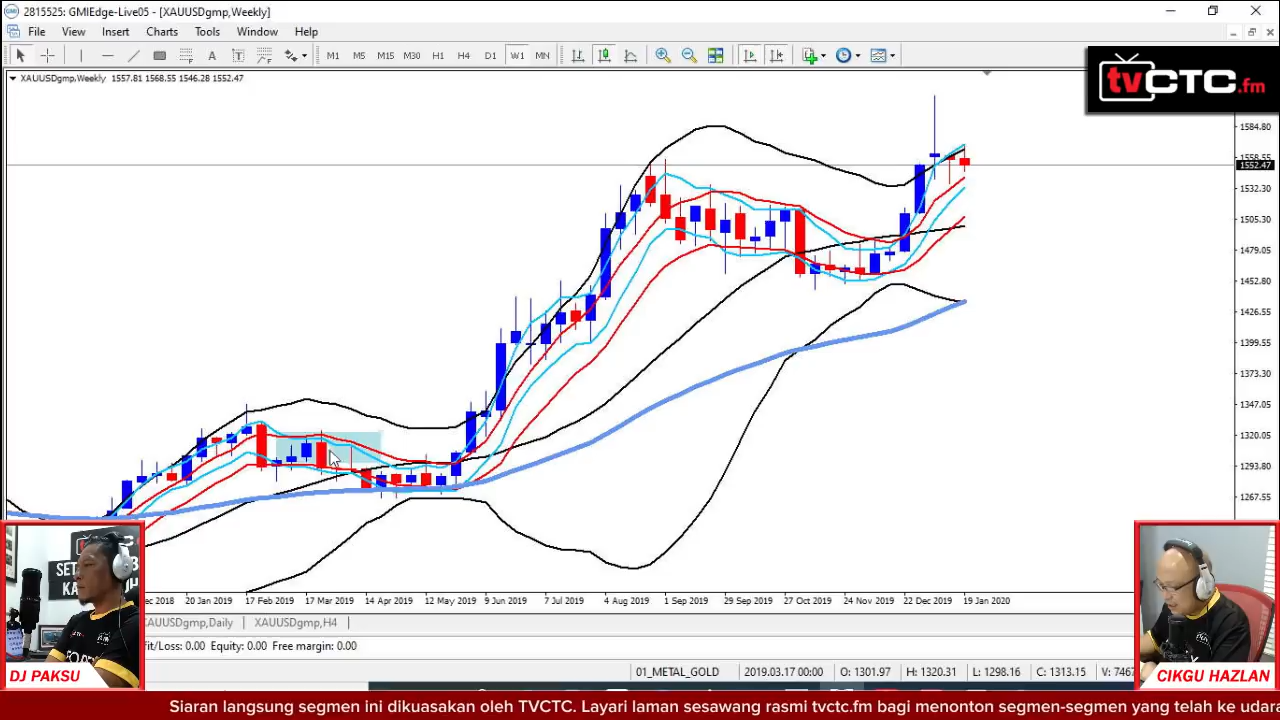 2815525: GMIEdge-Live05 - [XAUUSDgmp,Weekly]
File View Insert Charts Tools Window Help
A T M1 M5 M15 M30 H1 H4 D1 W1 MN
XAUUSDgmp,Weekly 1557.81 1568.55 1546.28 1552.47
tvCTC.fm
1584.80
1558.55
1552.47
1532.30
1505.30
1479.05
1452.80
1426.55
1399.55
1373.30
1347.05
1320.05
1293.80
1267.55
SET
KA
c 2018 20 Jan 2019 17 Feb 2019 17 Mar 2019 14 Apr 2019 12 May 2019 9 Jun 2019 7 Jul 2019 4 Aug 2019 1 Sep 2019 29 Sep 2019 27 Oct 2019 24 Nov 2019 22 Dec 2019 19 Jan 2020
XAUUSDgmp,Daily XAUUSDgmp,H4
fit/Loss: 0.00 Equity: 0.00 Free margin: 0.00
01_METAL_GOLD 2019.03.17 00:00 O: 1301.97 H: 1320.31 L: 1298.16 C: 1313.15 V: 7467
DJ PAKSU
CIKGU HAZLAN
Siaran langsung segmen ini dikuasakan oleh TVCTC. Layari laman sesawang rasmi tvctc.fm bagi menonton segmen-segmen yang telah ke udara